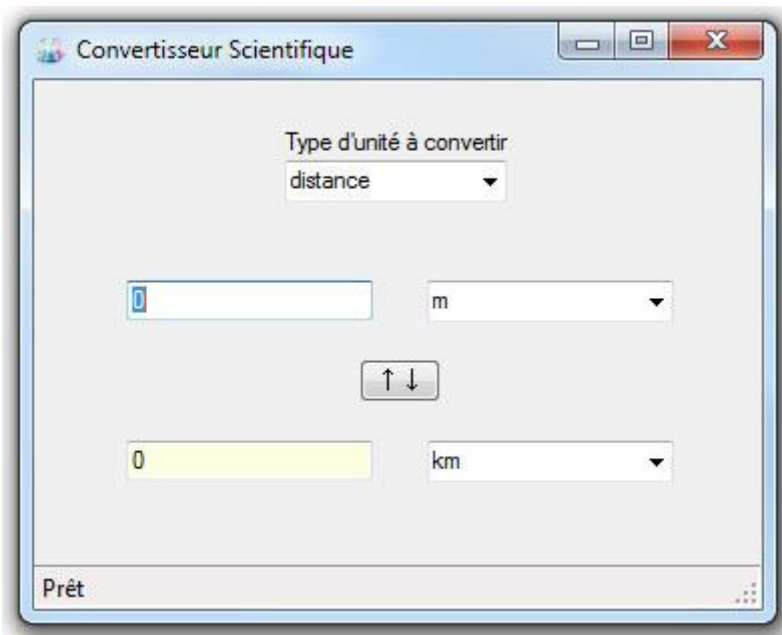 Convertisseur Scientifique
Type d'unité à convertir
distance
0 m
↑ ↓
0 km
Prêt